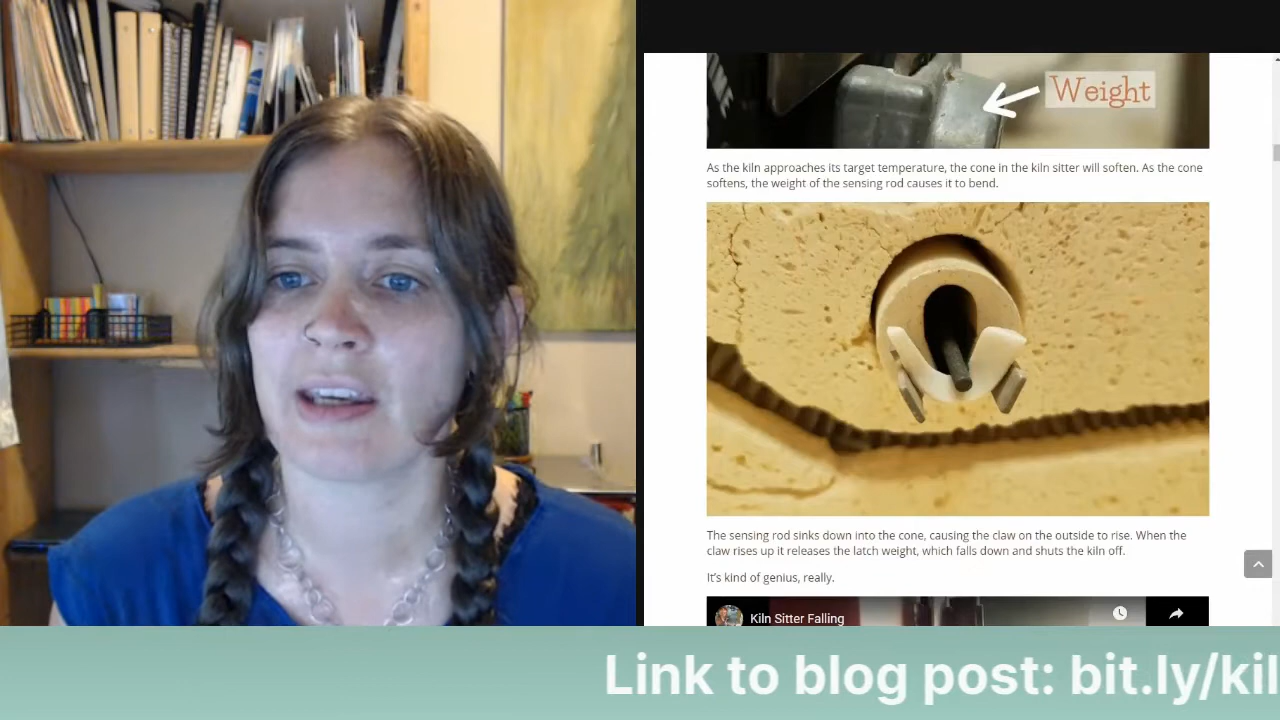 Weight
As the kiln approaches its target temperature, the cone in the kiln sitter will soften. As the cone
softens, the weight of the sensing rod causes it to bend.
The sensing rod sinks down into the cone, causing the claw on the outside to rise. When the
claw rises up it releases the latch weight, which falls down and shuts the kiln off.
It's kind of genius, really.
Kiln Sitter Falling
Link to blog post: bit.ly/kil